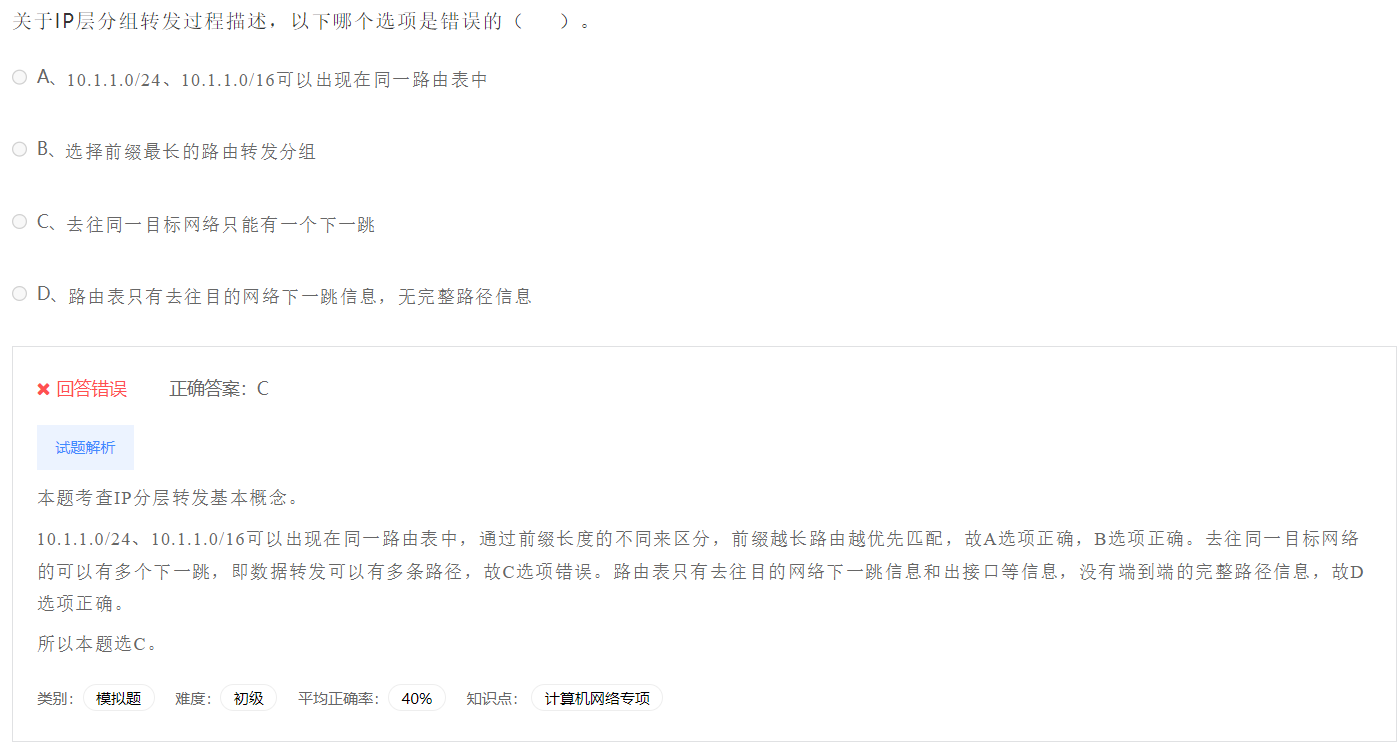 关于IP层分组转发过程描述，以下哪个选项是错误的（　　）。
A、10.1.1.0/24、10.1.1.0/16可以出现在同一路由表中
B、选择前缀最长的路由转发分组
C、去往同一目标网络只能有一个下一跳
D、路由表只有去往目的网络下一跳信息，无完整路径信息
回答错误 正确答案：C
试题解析
本题考查IP分层转发基本概念。
10.1.1.0/24、10.1.1.0/16可以出现在同一路由表中，通过前缀长度的不同来区分，前缀越长路由越优先匹配，故A选项正确，B选项正确。去往同一目标网络
的可以有多个下一跳，即数据转发可以有多条路径，故C选项错误。路由表只有去往目的网络下一跳信息和出接口等信息，没有端到端的完整路径信息，故D
选项正确。
所以本题选C。
类别： 模拟题 难度： 初级 平均正确率： 40% 知识点： 计算机网络专项